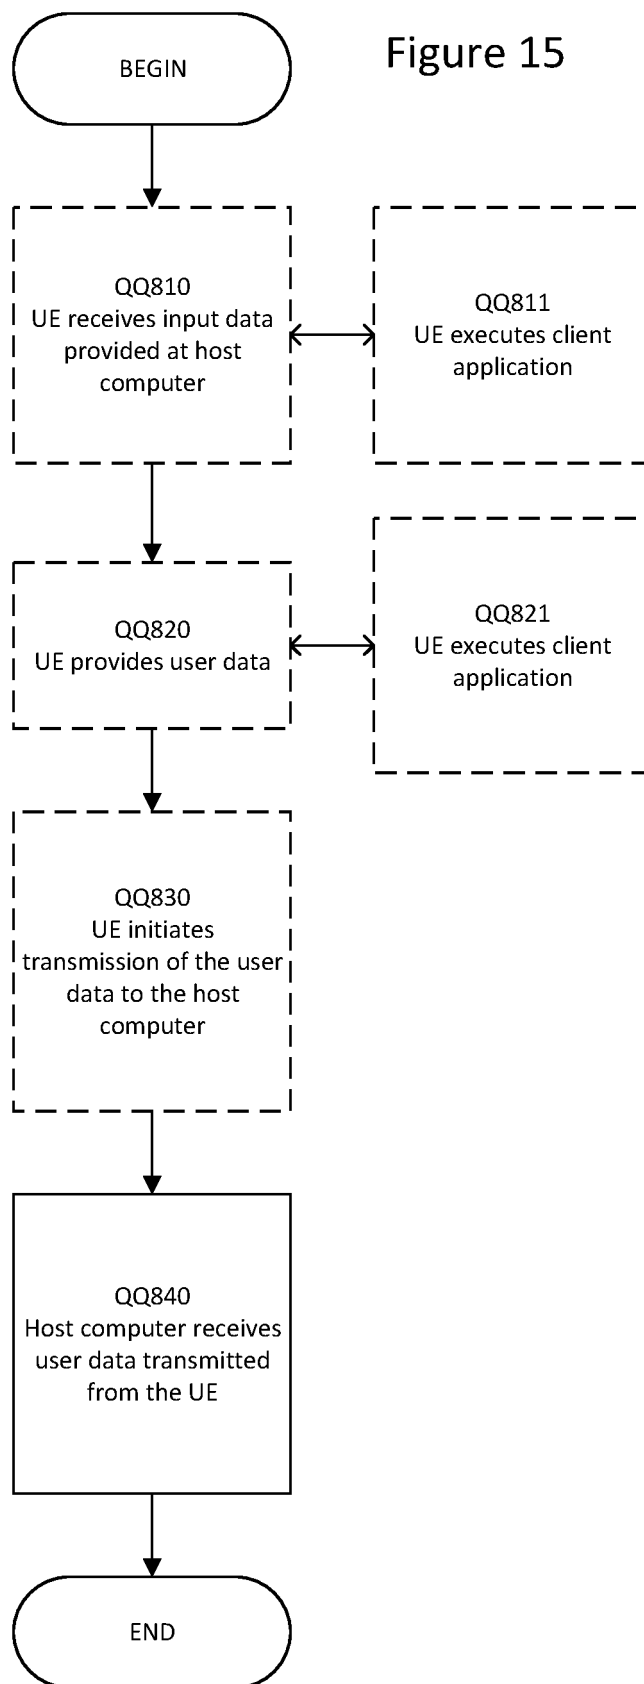 BEGIN
Figure 15
QQ810
UE receives input data
provided at host
computer
QQ811
UE executes client
application
QQ820
UE provides user data
QQ821
UE executes client
application
QQ830
UE initiates
transmission of the user
data to the host
computer
QQ840
Host computer receives
user data transmitted
from the UE
END